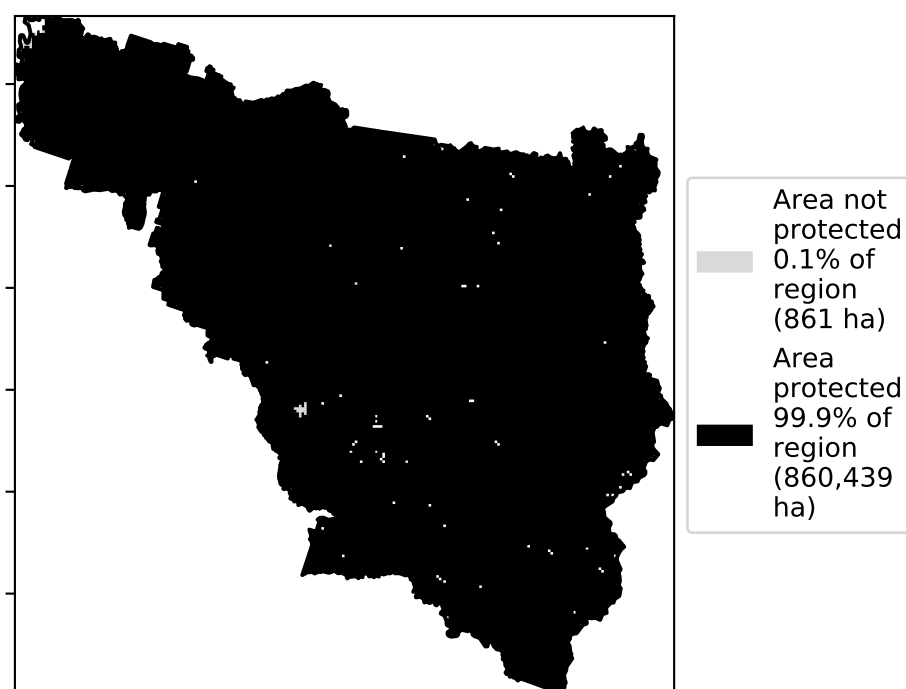 Area not
protected
0.1% of
region
(861 ha)
Area
protected
99.9% of
region
(860,439
ha)